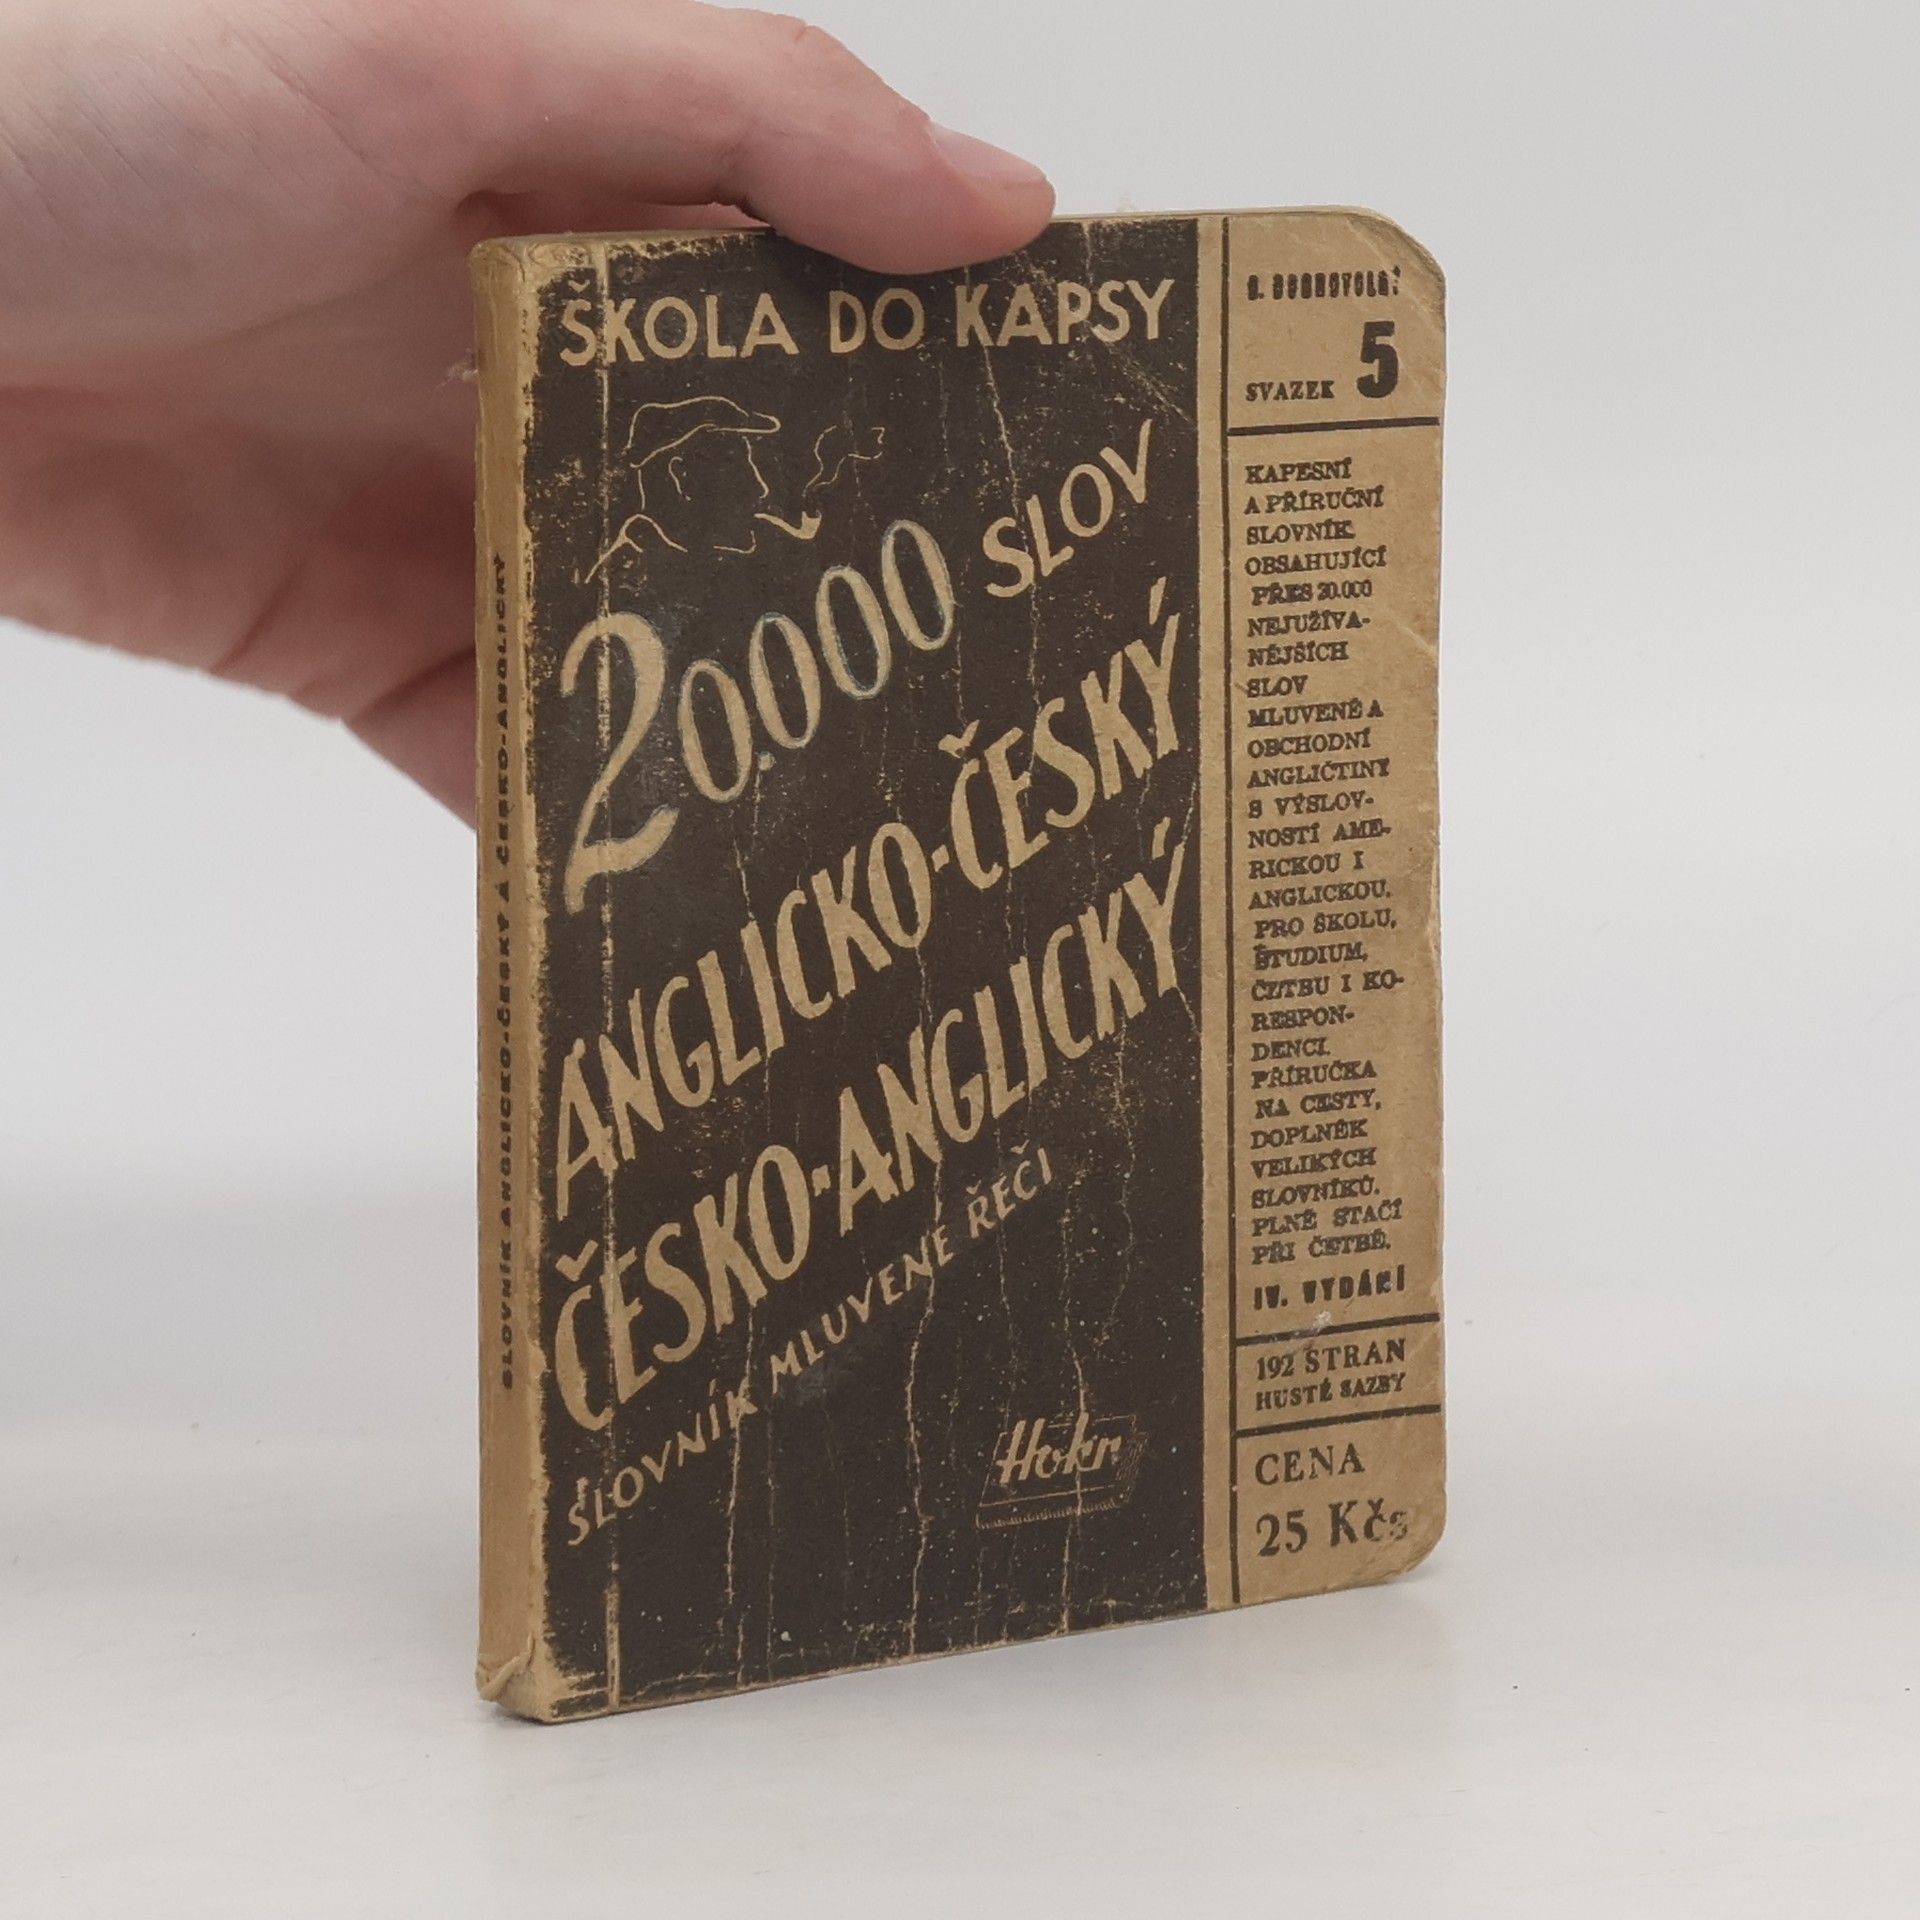 ŠKOLA DO KAPSY
20.000 SLOV
ANGLICKO-ČESKÝ
ČESKO-ANGLICKÝ
SLOVNÍK MLUVENÉ ŘEČI
Hokr
SLOVNÍK ANGLICKO-ČESKÝ A ČESKO-ANGLICKÝ
O. DOBROVOLNÝ
SVAZEK 5
KAPESNÍ
A PŘÍRUČNÍ
SLOVNÍK
OBSAHUJÍCÍ
PŘES 20.000
NEJUŽÍVA-
NĚJŠÍCH
SLOV
MLUVENÉ A
OBCHODNÍ
ANGLIČTINY
S VÝSLOV-
NOSTÍ AME-
RICKOU I
ANGLICKOU.
PRO ŠKOLU,
ŠTUDIUM,
ČETBU I KO-
RESPON-
DENCI.
PŘÍRUČKA
NA CESTY,
DOPLNĚK
VELIKÝCH
SLOVNÍKŮ.
PLNĚ STAČÍ
PŘI ČETBĚ.
IV. VYDÁNÍ
192 STRAN
HUSTÉ SAZBY
CENA
25 Kčs